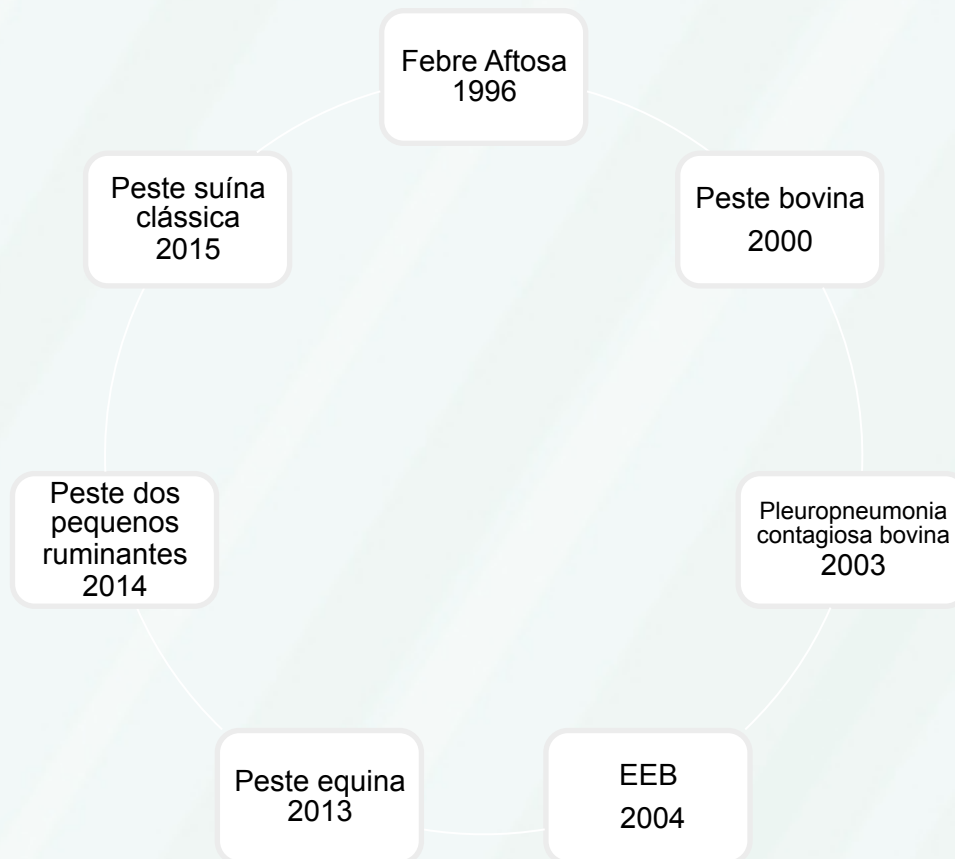 Febre Aftosa
1996
Peste bovina
2000
Pleuropneumonia
contagiosa bovina
2003
EEB
2004
Peste equina
2013
Peste dos
pequenos
ruminantes
2014
Peste suína
clássica
2015